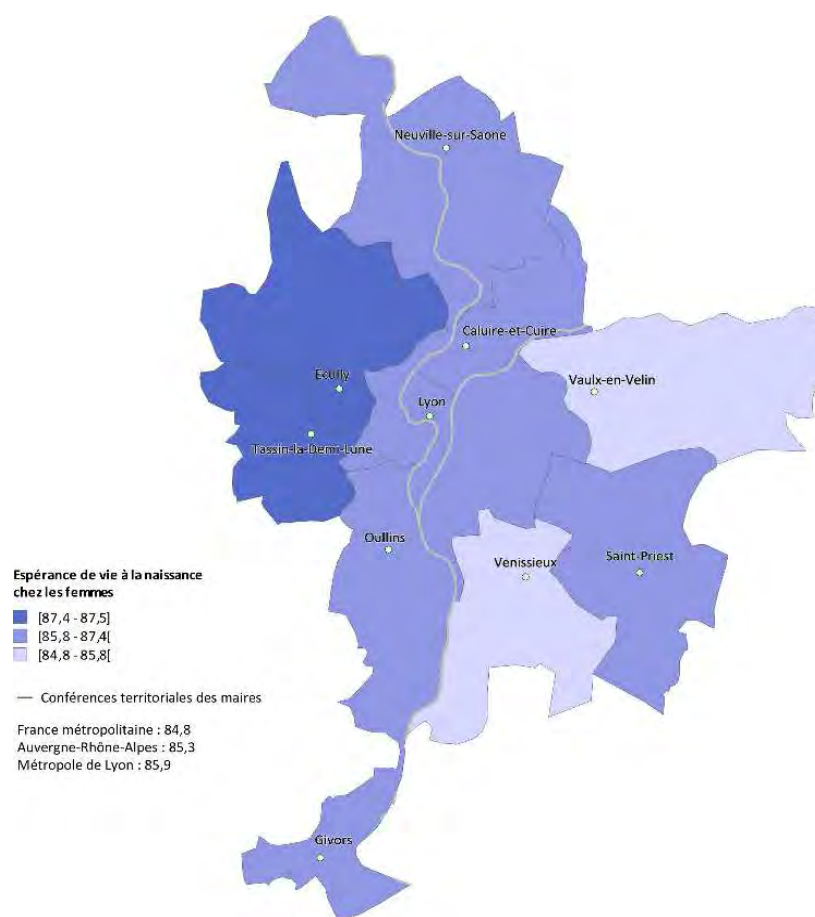 Neuville-sur-Saone
Caluire-et-Cuire
Vaulx-en-Velin
Ecully
Lyon
Tassin-la-Demi-Lune
Oullins
Vénissieux
Saint-Priest
Espérance de vie à la naissance
chez les femmes
[87,4 - 87,5]
[85,8 - 87,4[
[84,8 - 85,8[
Conférences territoriales des maires
France métropolitaine : 84,8
Auvergne-Rhône-Alpes : 85,3
Métropole de Lyon : 85,9
Givors